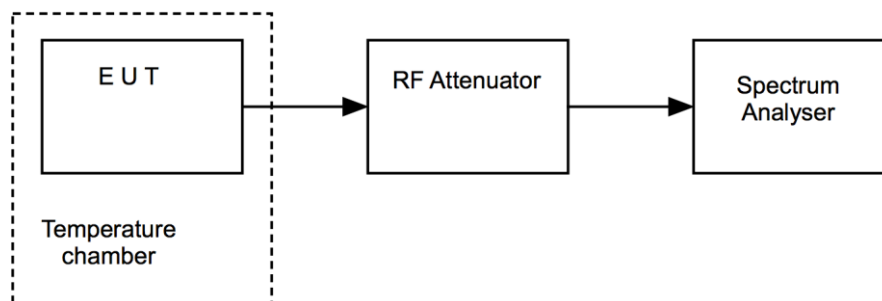 E U T
RF Attenuator
Spectrum
Analyser
Temperature
chamber